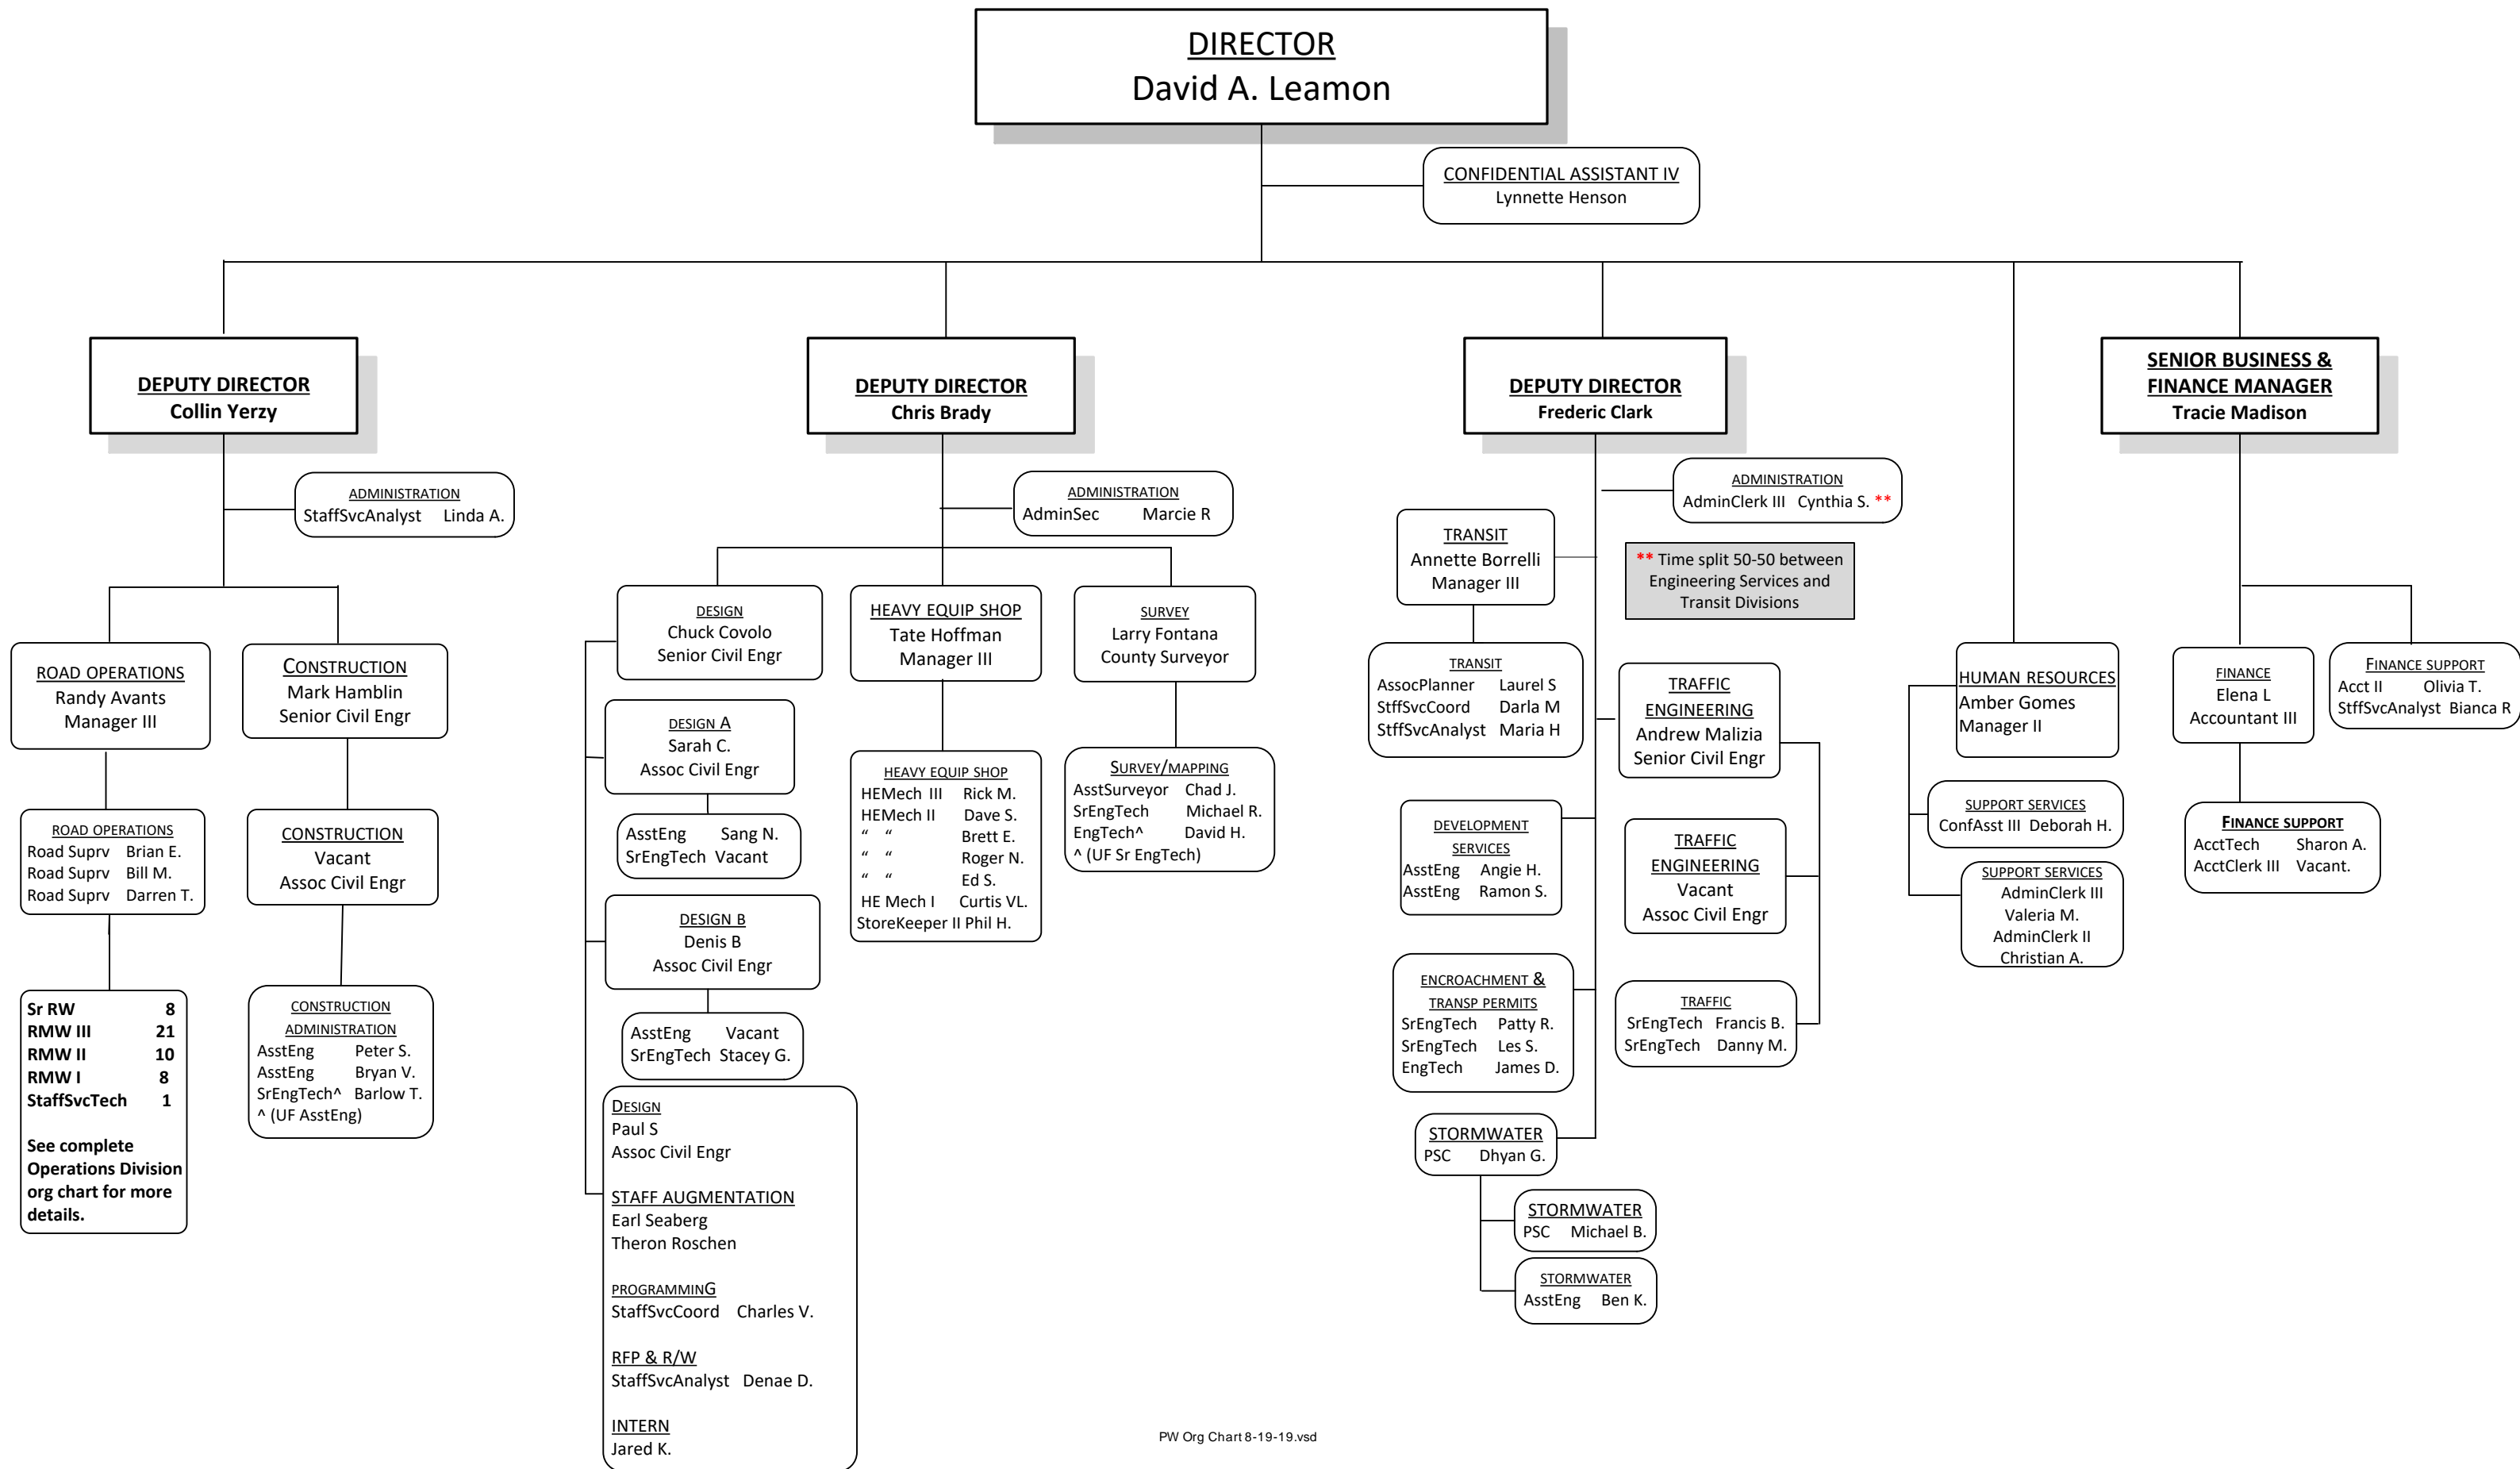 DIRECTOR
David A. Leamon
CONFIDENTIAL ASSISTANT IV
Lynnette Henson
DEPUTY DIRECTOR
Collin Yerzy
ADMINISTRATION
StaffSvcAnalyst Linda A.
ROAD OPERATIONS
Randy Avants
Manager III
ROAD OPERATIONS
Road Suprv Brian E.
Road Suprv Bill M.
Road Suprv Darren T.
Sr RW 8
RMW III 21
RMW II 10
RMW I 8
StaffSvcTech 1
See complete
Operations Division
org chart for more
details.
CONSTRUCTION
Mark Hamblin
Senior Civil Engr
CONSTRUCTION
Vacant
Assoc Civil Engr
CONSTRUCTION
ADMINISTRATION
AsstEng Peter S.
AsstEng Bryan V.
SrEngTech^ Barlow T.
^ (UF AsstEng)
DEPUTY DIRECTOR
Chris Brady
ADMINISTRATION
AdminSec Marcie R
DESIGN
Chuck Covolo
Senior Civil Engr
DESIGN A
Sarah C.
Assoc Civil Engr
AsstEng Sang N.
SrEngTech Vacant
DESIGN B
Denis B
Assoc Civil Engr
AsstEng Vacant
SrEngTech Stacey G.
DESIGN
Paul S
Assoc Civil Engr
STAFF AUGMENTATION
Earl Seaberg
Theron Roschen
PROGRAMMING
StaffSvcCoord Charles V.
RFP & R/W
StaffSvcAnalyst Denae D.
INTERN
Jared K.
HEAVY EQUIP SHOP
Tate Hoffman
Manager III
HEAVY EQUIP SHOP
HEMech III Rick M.
HEMech II Dave S.
“ “ Brett E.
“ “ Roger N.
“ “ Ed S.
HE Mech I Curtis VL.
StoreKeeper II Phil H.
SURVEY
Larry Fontana
County Surveyor
SURVEY/MAPPING
AsstSurveyor Chad J.
SrEngTech Michael R.
EngTech^ David H.
^ (UF Sr EngTech)
DEPUTY DIRECTOR
Frederic Clark
ADMINISTRATION
AdminClerk III Cynthia S. **
** Time split 50-50 between
Engineering Services and
Transit Divisions
TRANSIT
Annette Borrelli
Manager III
TRANSIT
AssocPlanner Laurel S
StffSvcCoord Darla M
StffSvcAnalyst Maria H
DEVELOPMENT
SERVICES
AsstEng Angie H.
AsstEng Ramon S.
ENCROACHMENT &
TRANSP PERMITS
SrEngTech Patty R.
SrEngTech Les S.
EngTech James D.
STORMWATER
PSC Dhyan G.
STORMWATER
PSC Michael B.
STORMWATER
AsstEng Ben K.
TRAFFIC
ENGINEERING
Andrew Malizia
Senior Civil Engr
TRAFFIC
ENGINEERING
Vacant
Assoc Civil Engr
TRAFFIC
SrEngTech Francis B.
SrEngTech Danny M.
HUMAN RESOURCES
Amber Gomes
Manager II
SUPPORT SERVICES
ConfAsst III Deborah H.
SUPPORT SERVICES
AdminClerk III
Valeria M.
AdminClerk II
Christian A.
SENIOR BUSINESS &
FINANCE MANAGER
Tracie Madison
FINANCE
Elena L
Accountant III
FINANCE SUPPORT
Acct II Olivia T.
StffSvcAnalyst Bianca R
FINANCE SUPPORT
AcctTech Sharon A.
AcctClerk III Vacant.
PW Org Chart 8-19-19.vsd